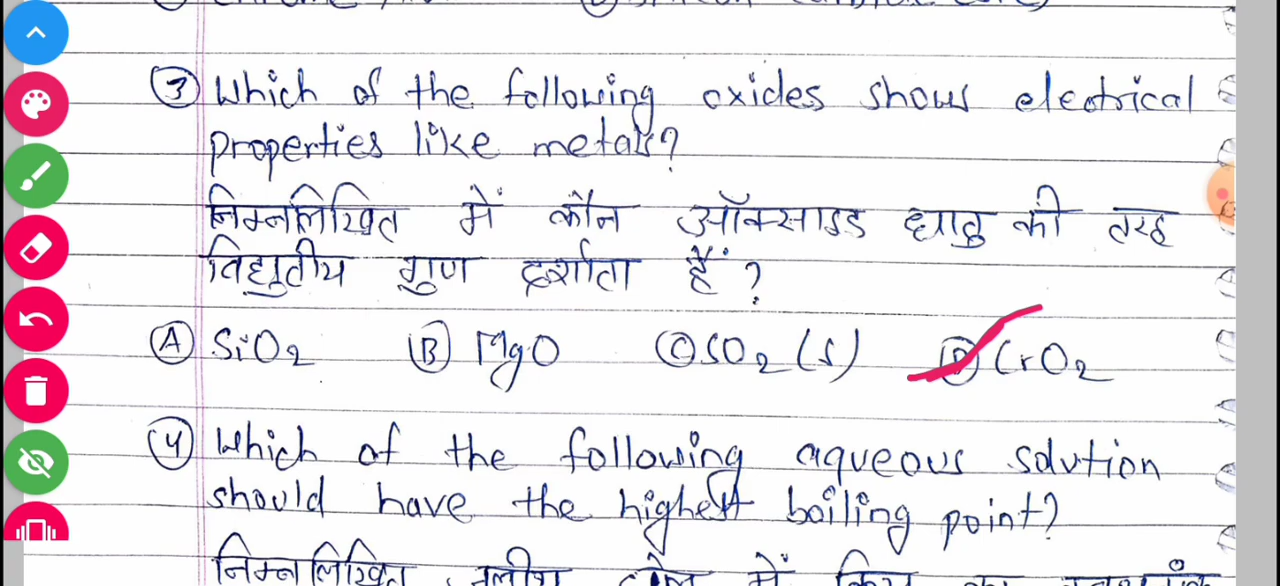 ③ Which of the following oxides shows electrical
properties like metals?
निम्नलिखित में कौन ऑक्साइड धातु की तरह
विद्युतीय गुण दर्शाता हैं ?
Ⓐ SiO2 Ⓑ MgO Ⓒ SO2 (s) Ⓓ CrO2
④ Which of the following aqueous solution
should have the highest boiling point?
निम्नलिखित में किस का